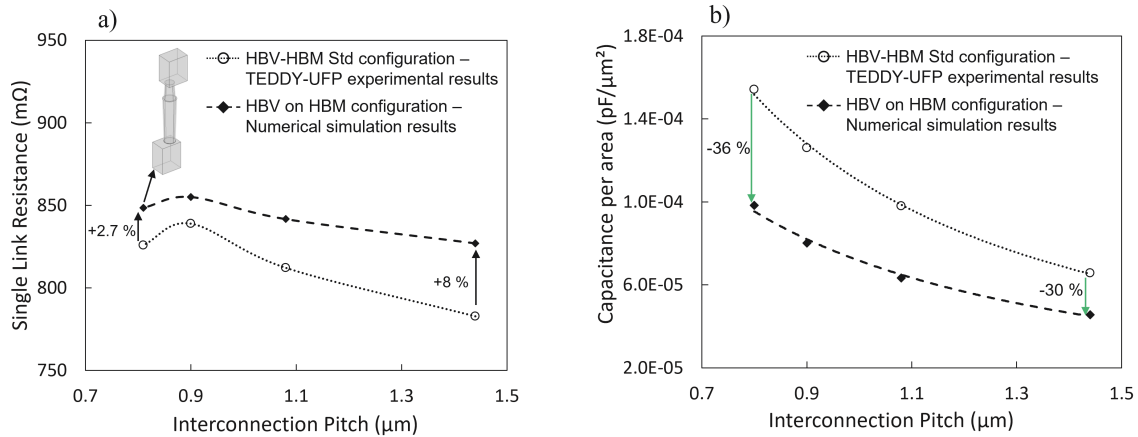 a)
950
900
850
800
750
Single Link Resistance (mΩ)
HBV-HBM Std configuration –
TEDDY-UFP experimental results
HBV on HBM configuration –
Numerical simulation results
+2.7 %
+8 %
0.7 0.9 1.1 1.3 1.5
Interconnection Pitch (µm)
b)
1.8E-04
1.4E-04
1.0E-04
6.0E-05
2.0E-05
Capacitance per area (pF/µm²)
HBV-HBM Std configuration –
TEDDY-UFP experimental results
HBV on HBM configuration –
Numerical simulation results
-36 %
-30 %
0.7 0.9 1.1 1.3 1.5
Interconnection Pitch (µm)